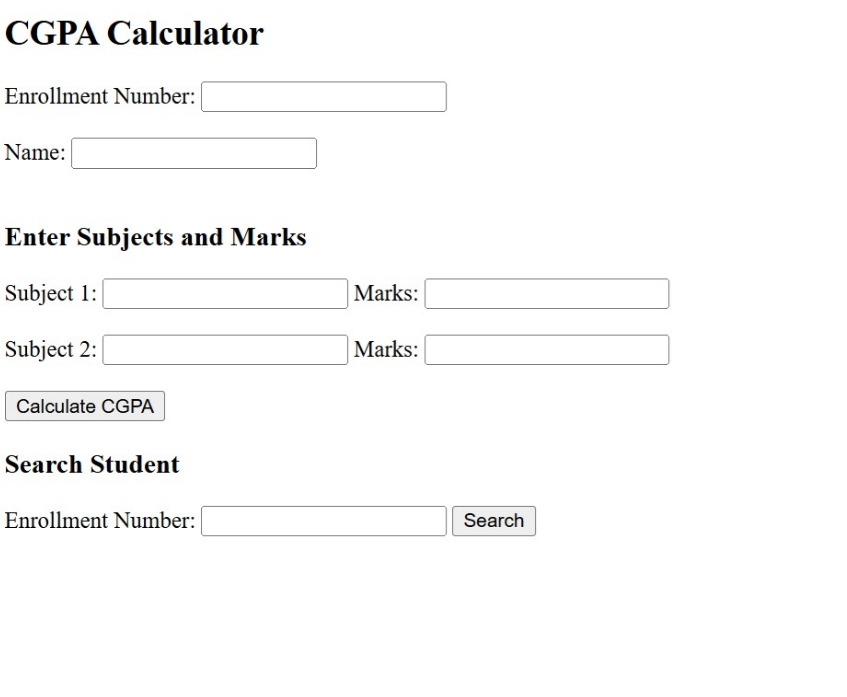 CGPA Calculator
Enrollment Number:
Name:
Enter Subjects and Marks
Subject 1: Marks:
Subject 2: Marks:
Calculate CGPA
Search Student
Enrollment Number: Search